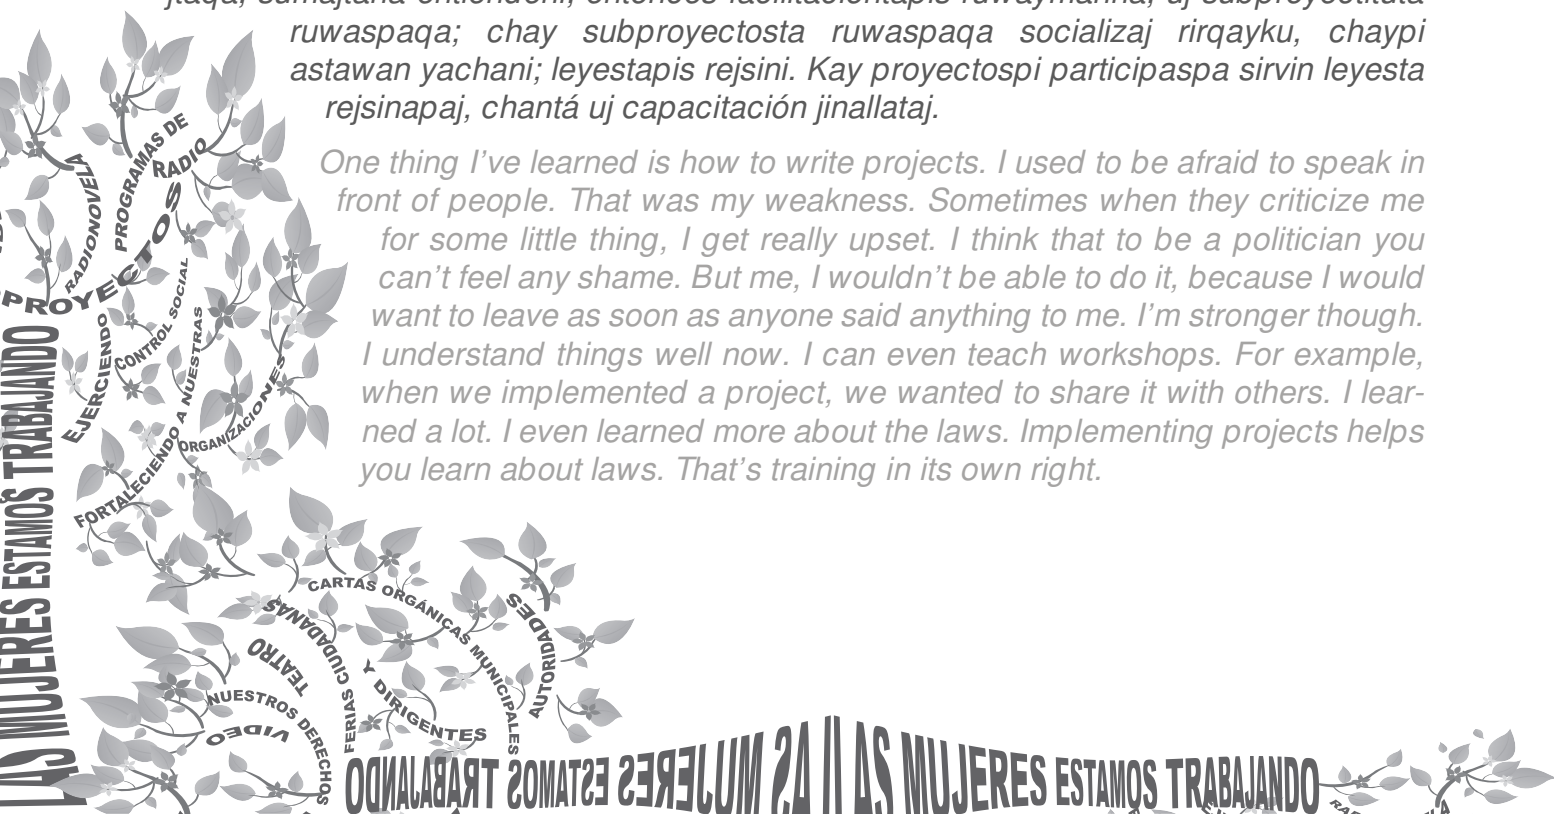 jtaqa, sumajtaña entiendeni; entonces facilitacióntapis ruwaymanña, uj subproyectituta
ruwaspaqa; chay subproyectosta ruwaspaqa socializaj rirqayku, chaypi
astawan yachani; leyestapis rejsini. Kay proyectospi participaspa sirvin leyesta
rejsinapaj, chantá uj capacitación jinallataj.
One thing I’ve learned is how to write projects. I used to be afraid to speak in
front of people. That was my weakness. Sometimes when they criticize me
for some little thing, I get really upset. I think that to be a politician you
can’t feel any shame. But me, I wouldn’t be able to do it, because I would
want to leave as soon as anyone said anything to me. I’m stronger though.
I understand things well now. I can even teach workshops. For example,
when we implemented a project, we wanted to share it with others. I lear-
ned a lot. I even learned more about the laws. Implementing projects helps
you learn about laws. That’s training in its own right.
PROGRAMAS DE
RADIO
RADIONOVELA
PROYECTOS
EJERCIENDO
CONTROL SOCIAL
FORTALECIENDO A NUESTRAS
ORGANIZACIONES
LAS MUJERES ESTAMOS TRABAJANDO
CARTAS ORGÁNICAS MUNICIPALES
AUTORIDADES
Y DIRIGENTES
FERIAS CIUDADANAS
TEATRO
NUESTROS DERECHOS
VIDEO
LAS MUJERES ESTAMOS TRABAJANDO
LAS MUJERES ESTAMOS TRABAJANDO